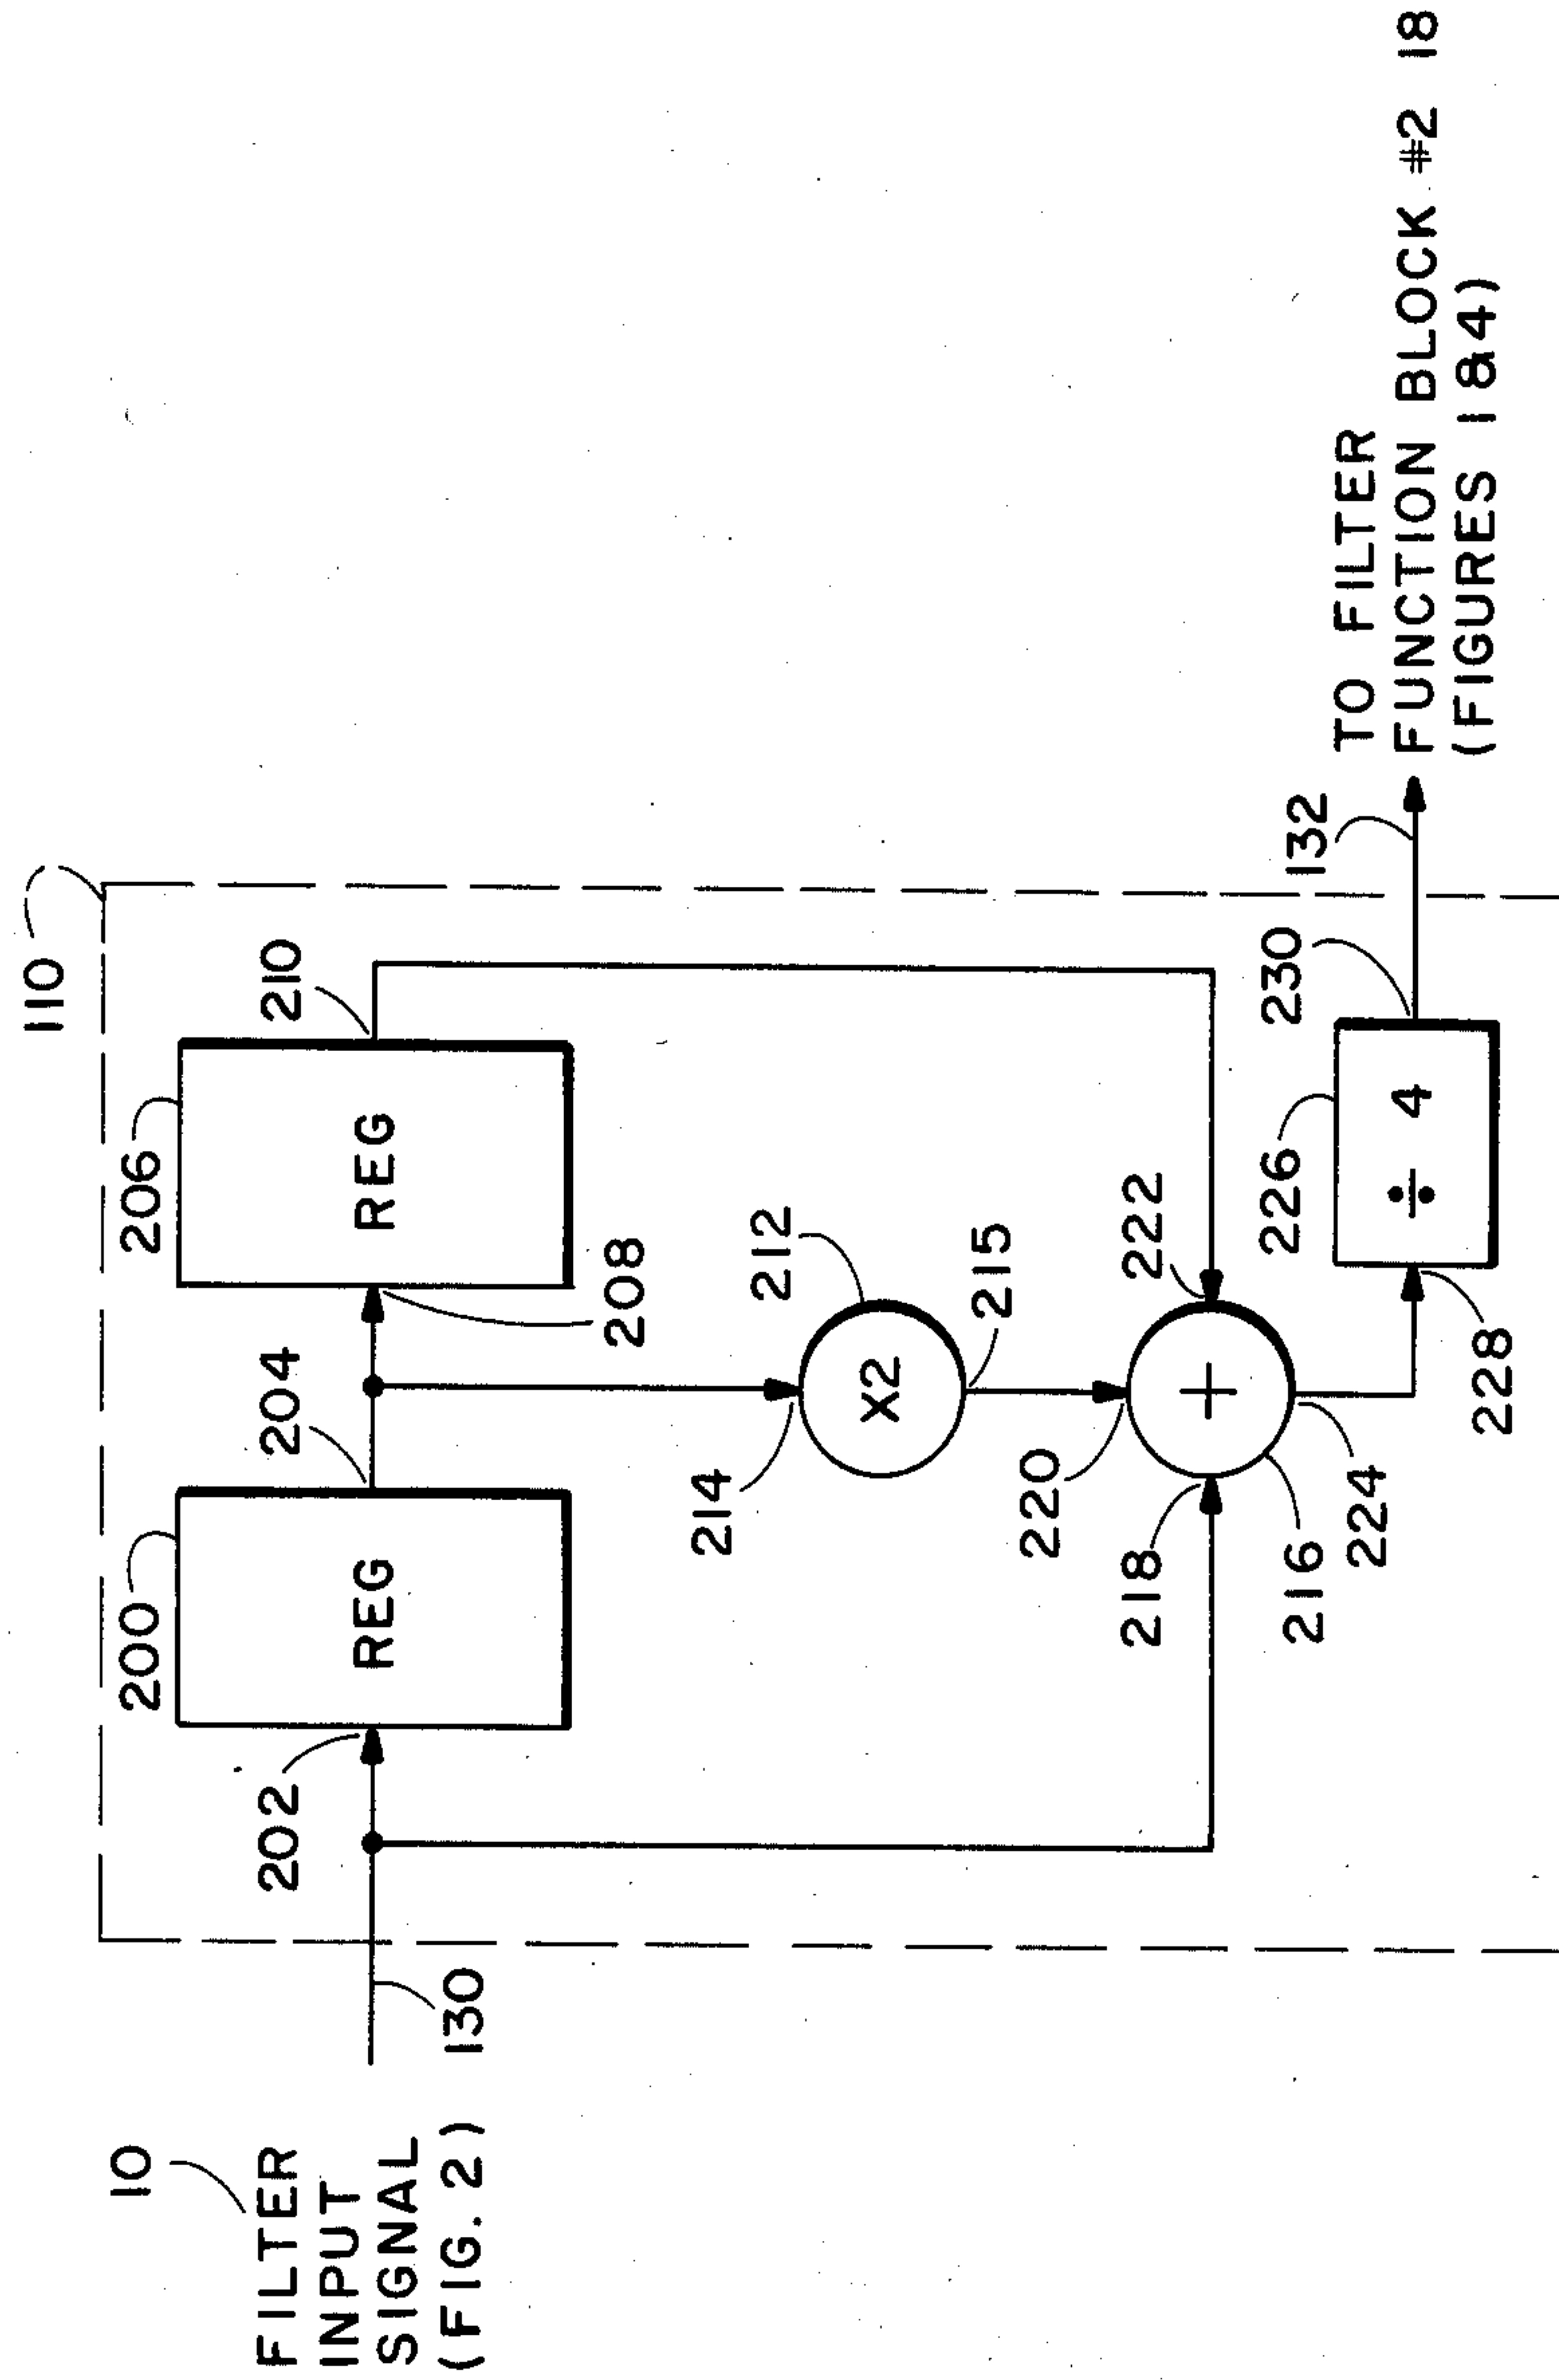 110
10
FILTER
INPUT
SIGNAL
(FIG. 2)
130
202
200
REG
204
208
206
REG
210
214
X2
212
215
218
220
+
222
216
224
228
226
÷ 4
230
132
TO FILTER
FUNCTION BLOCK #2 18
(FIGURES 1&4)